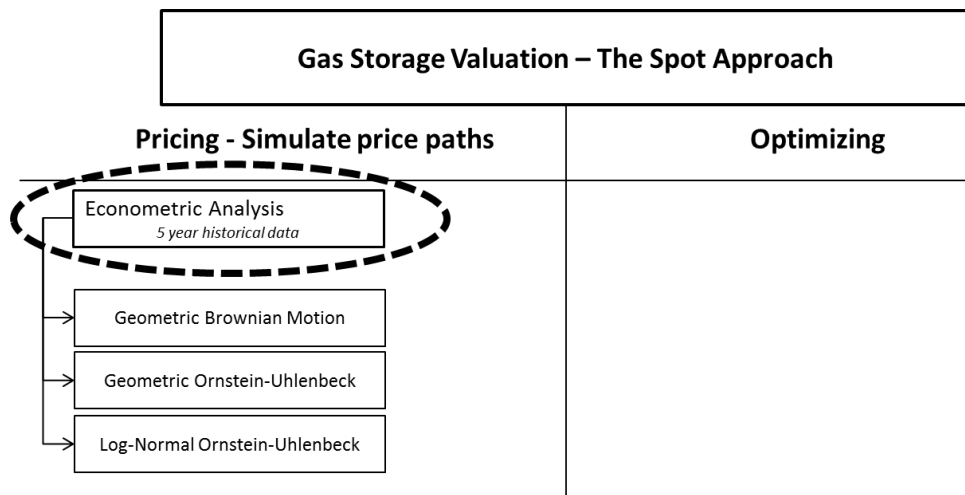 Gas Storage Valuation – The Spot Approach
Pricing - Simulate price paths
Optimizing
Econometric Analysis
5 year historical data
Geometric Brownian Motion
Geometric Ornstein-Uhlenbeck
Log-Normal Ornstein-Uhlenbeck